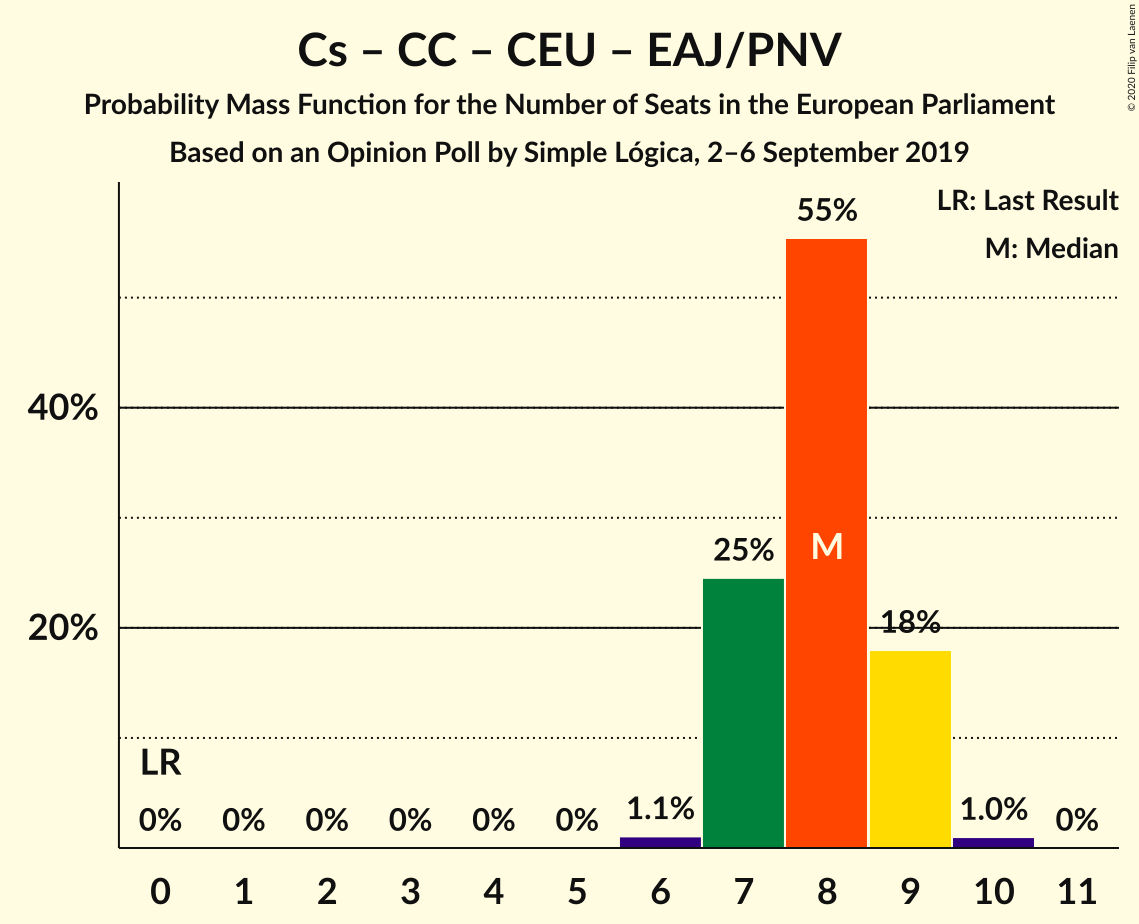 Cs – CC – CEU – EAJ/PNV
Probability Mass Function for the Number of Seats in the European Parliament
Based on an Opinion Poll by Simple Lógica, 2–6 September 2019
© 2020 Filip van Laenen
LR: Last Result
M: Median
55%
40%
25%
M
20%
18%
LR
0% 0% 0% 0% 0% 0% 1.1% 1.0% 0%
0 1 2 3 4 5 6 7 8 9 10 11